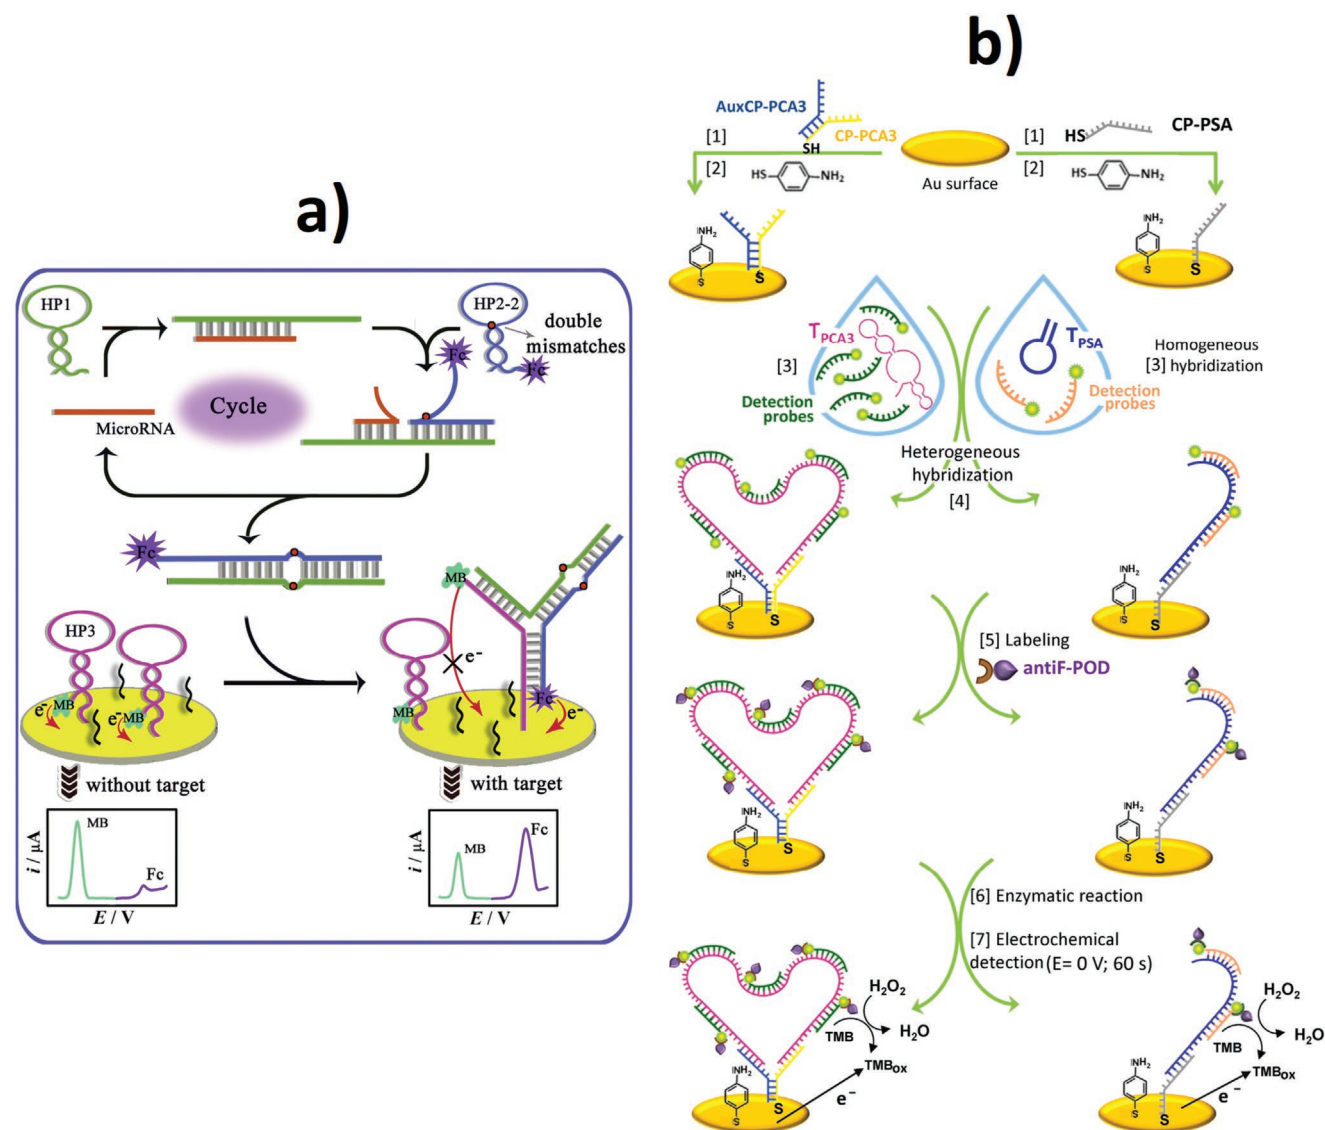 a)
HP1
HP2-2
double
mismatches
Fc
Fc
Cycle
MicroRNA
Fc
MB
HP3
MB
e-
MB
e-
e-
MB
Fc
e-
without target
with target
i / μA
MB
Fc
E / V
i / μA
MB
Fc
E / V
b)
AuxCP-PCA3
CP-PCA3
SH
[1]
[2]
HS
NH2
Au surface
HS
CP-PSA
[1]
[2]
HS
NH2
NH2
S
S
NH2
S
S
TPCA3
[3]
Detection
probes
TPSA
Detection
probes
Homogeneous
[3] hybridization
Heterogeneous
hybridization
[4]
NH2
S
S
NH2
S
S
[5] Labeling
antiF-POD
NH2
S
S
NH2
S
S
[6] Enzymatic reaction
[7] Electrochemical
detection (E= 0 V; 60 s)
H2O2
H2O
TMB
TMBox
NH2
S
S
e-
H2O2
H2O
TMB
TMBox
NH2
S
S
e-